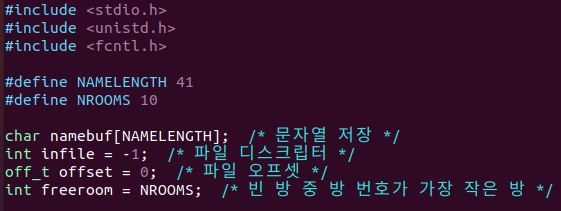 #include <stdio.h>
#include <unistd.h>
#include <fcntl.h>
#define NAMELENGTH 41
#define NROOMS 10
char namebuf[NAMELENGTH];  /* 문자열 저장 */
int infile = -1;  /* 파일 디스크립터 */
off_t offset = 0;  /* 파일 오프셋 */
int freeroom = NROOMS;  /* 빈 방 중 방 번호가 가장 작은 방 */